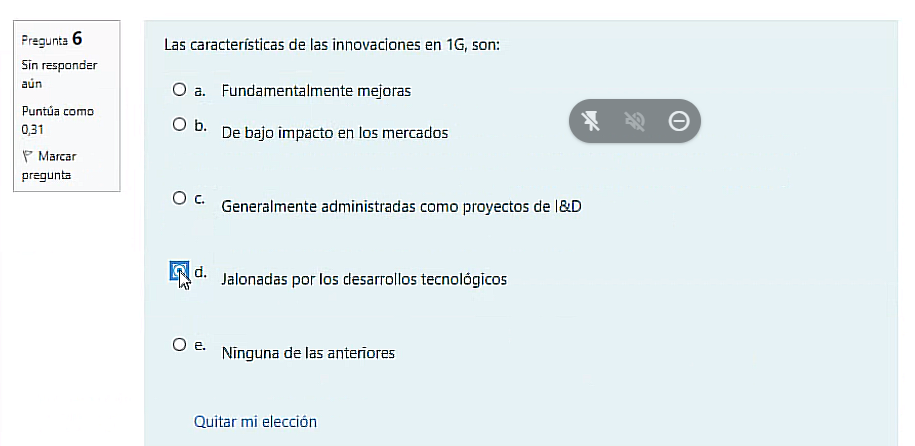 Pregunta 6
Sin responder
aún
Puntúa como
0,31
Marcar
pregunta
Las características de las innovaciones en 1G, son:
a. Fundamentalmente mejoras
b. De bajo impacto en los mercados
c. Generalmente administradas como proyectos de I&D
d. Jalonadas por los desarrollos tecnológicos
e. Ninguna de las anteriores
Quitar mi elección